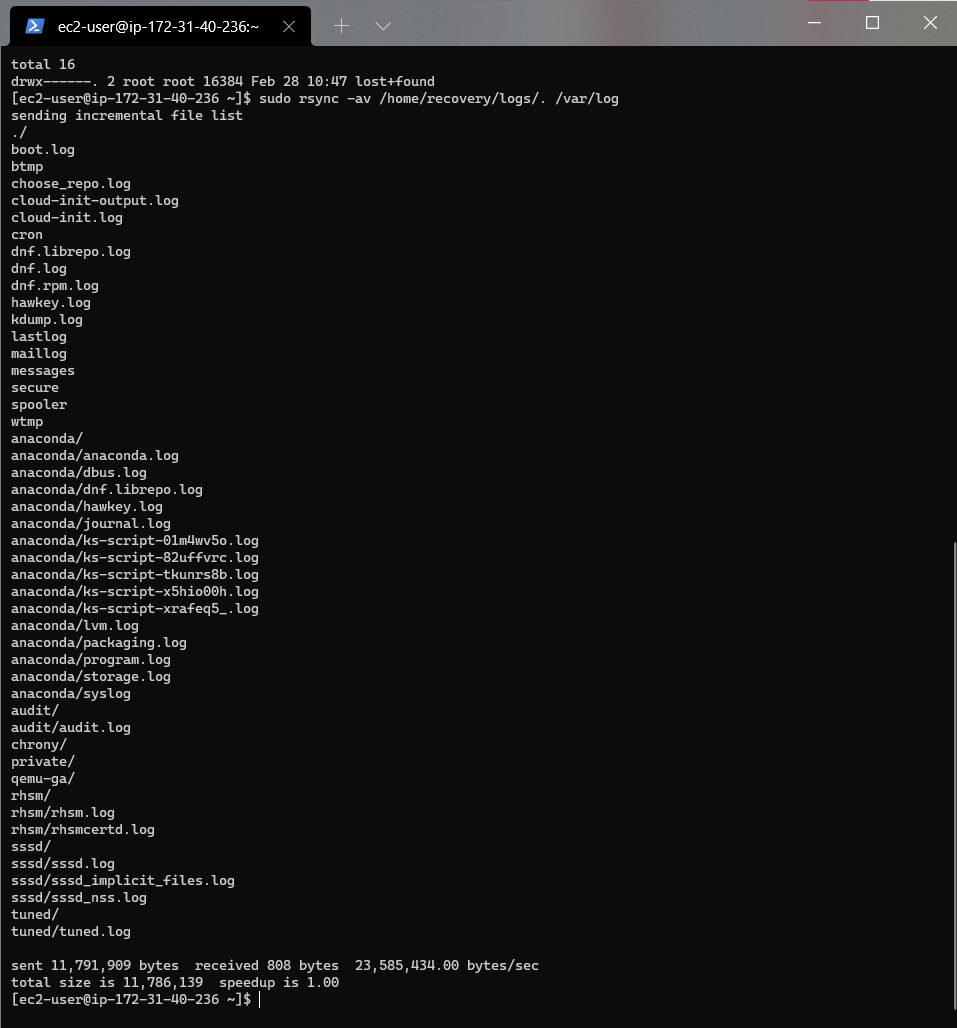 ec2-user@ip-172-31-40-236:~
total 16
drwx------. 2 root root 16384 Feb 28 10:47 lost+found
[ec2-user@ip-172-31-40-236 ~]$ sudo rsync -av /home/recovery/logs/. /var/log
sending incremental file list
./
boot.log
btmp
choose_repo.log
cloud-init-output.log
cloud-init.log
cron
dnf.librepo.log
dnf.log
dnf.rpm.log
hawkey.log
kdump.log
lastlog
maillog
messages
secure
spooler
wtmp
anaconda/
anaconda/anaconda.log
anaconda/dbus.log
anaconda/dnf.librepo.log
anaconda/hawkey.log
anaconda/journal.log
anaconda/ks-script-01m4wv5o.log
anaconda/ks-script-82uffvrc.log
anaconda/ks-script-tkunrs8b.log
anaconda/ks-script-x5hio00h.log
anaconda/ks-script-xrafeq5_.log
anaconda/lvm.log
anaconda/packaging.log
anaconda/program.log
anaconda/storage.log
anaconda/syslog
audit/
audit/audit.log
chrony/
private/
qemu-ga/
rhsm/
rhsm/rhsm.log
rhsm/rhsmcertd.log
sssd/
sssd/sssd.log
sssd/sssd_implicit_files.log
sssd/sssd_nss.log
tuned/
tuned/tuned.log
sent 11,791,909 bytes  received 808 bytes  23,585,434.00 bytes/sec
total size is 11,786,139  speedup is 1.00
[ec2-user@ip-172-31-40-236 ~]$